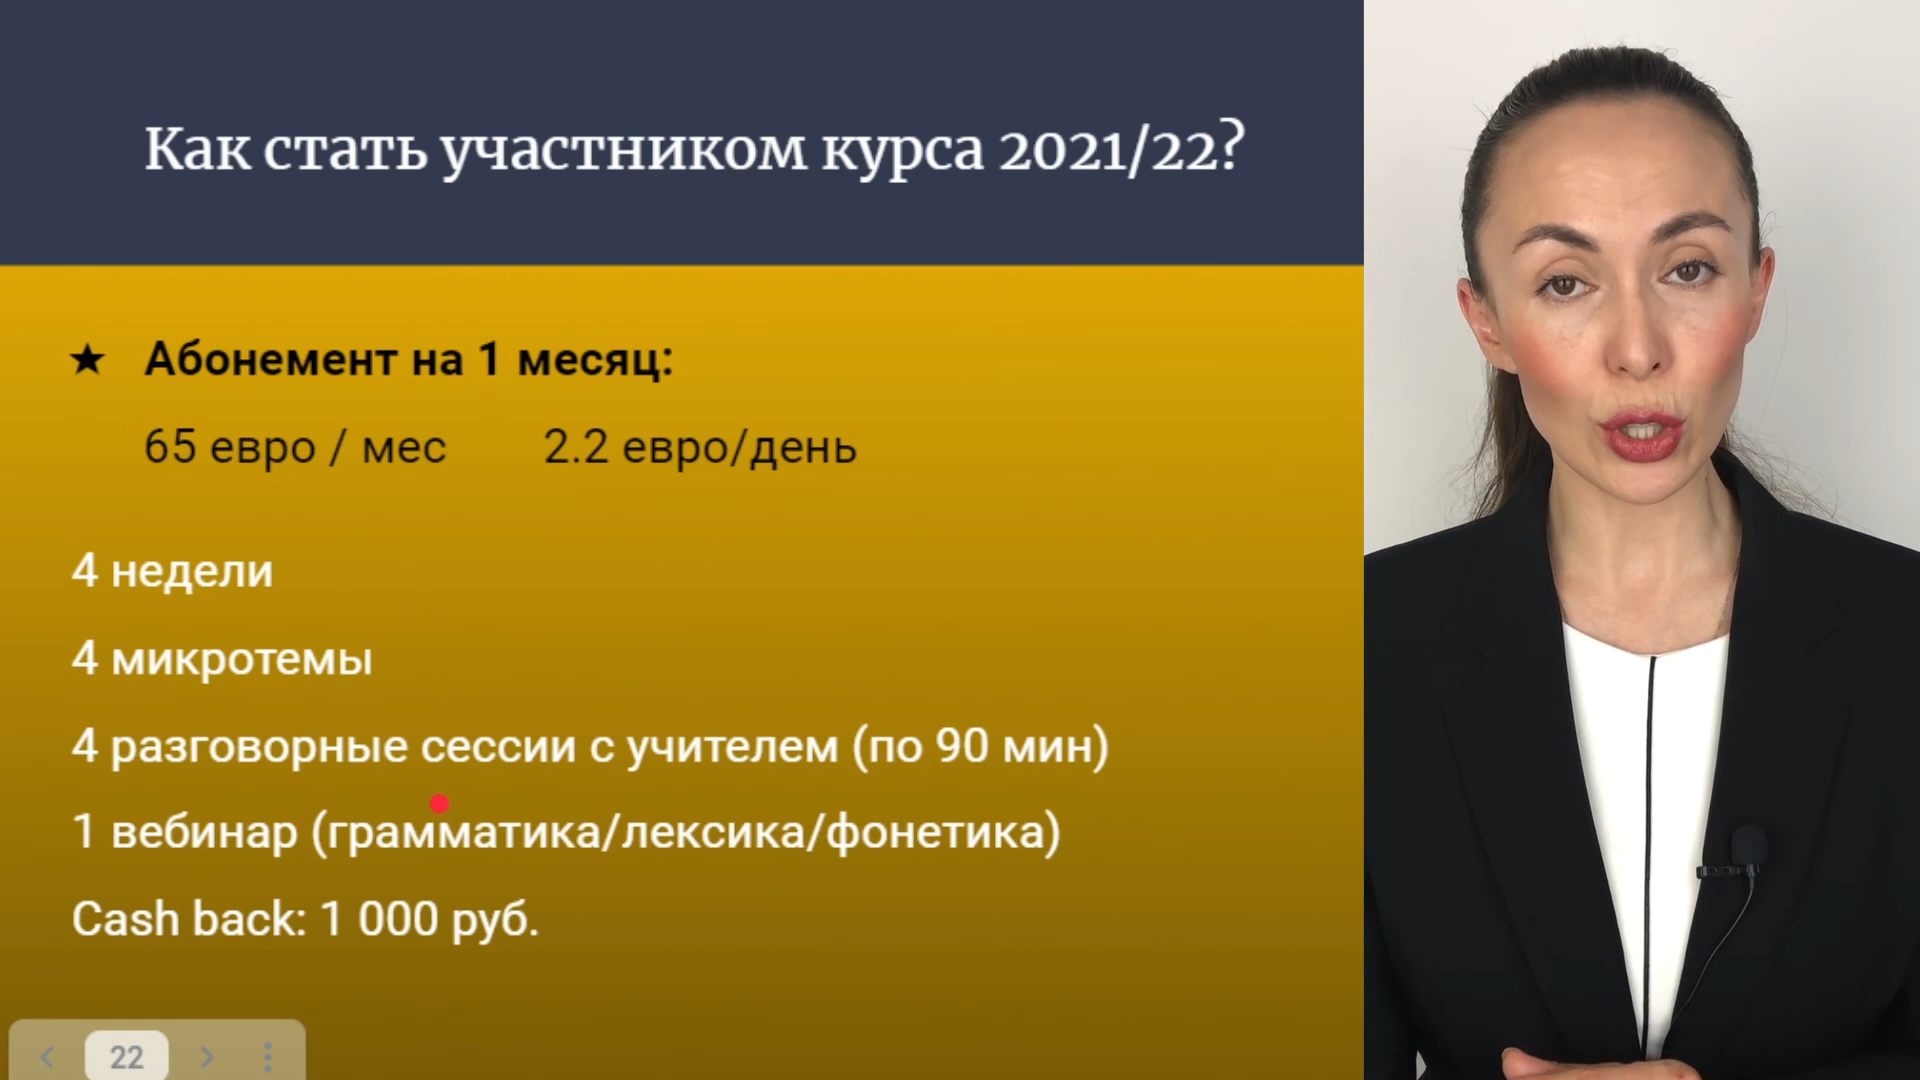 Как стать участником курса 2021/22?
★ Абонемент на 1 месяц:
65 евро / мес 2.2 евро/день
4 недели
4 микротемы
4 разговорные сессии с учителем (по 90 мин)
1 вебинар (грамматика/лексика/фонетика)
Cash back: 1 000 руб.
22